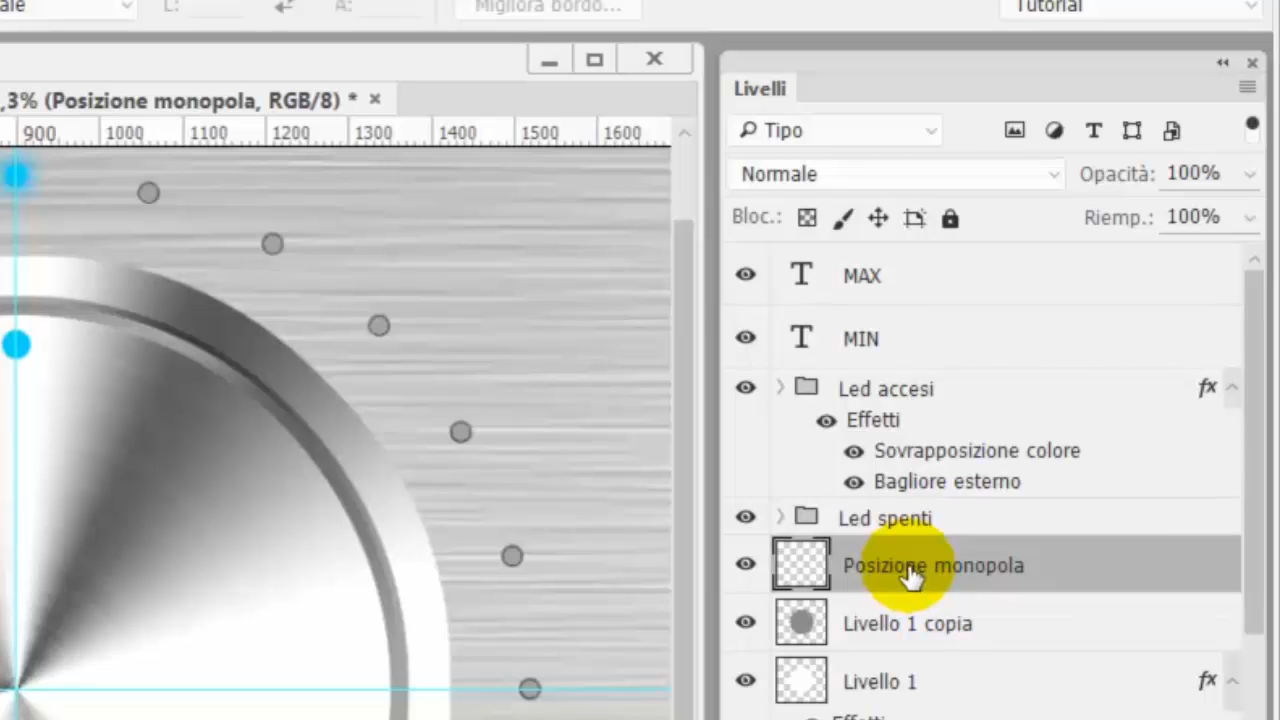 ale L: A: Migliora bordo... Tutorial
,3% (Posizione monopola, RGB/8) *
900 1000 1100 1200 1300 1400 1500 1600
Livelli
Tipo
Normale Opacità: 100%
Bloc.: Riemp.: 100%
T MAX
T MIN
Led accesi fx
Effetti
Sovrapposizione colore
Bagliore esterno
Led spenti
Posizione monopola
Livello 1 copia
Livello 1 fx
Effetti